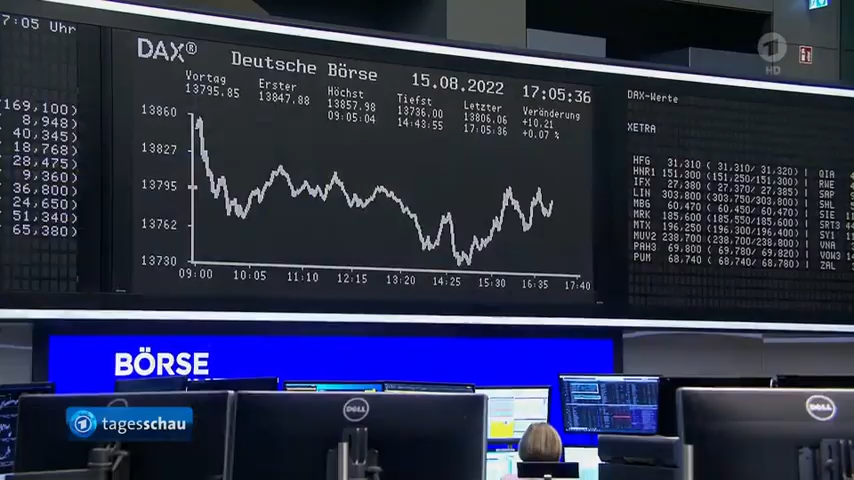 7:05 Uhr
169,100)
8,948)
40,345)
18,768)
28,475)
9,360)
36,800)
24,650)
51,340)
65,380)
DAX®
Deutsche Börse 15.08.2022 17:05:36
Vortag Erster Höchst Tiefst Letzter Veränderung
13795.85 13847.88 13857.98 13736.00 13806.06 +10.21
09:05:04 14:43:55 17:05:36 +0.07 %
13860
13827
13795
13762
13730
09:00 10:05 11:10 12:15 13:20 14:25 15:30 16:35 17:40
DAX-Werte
XETRA
HFG 31,310 ( 31,310/ 31,320) | QIA
HNR1 151,300 (151,250/151,300) | RWE
IFX 27,380 ( 27,370/ 27,385) | SAP
LIN 303,800 (303,750/303,800) | SAL
MBG 60,470 ( 60,450/ 60,470) | SIE
MRK 185,600 (185,550/185,600) | SRT3
MTX 196,250 (196,300/196,400) | SY1
MUV2 238,700 (238,700/238,800) | VNA
PAH3 69,800 ( 69,780/ 69,820) | VOW3
PUM 68,740 ( 68,740/ 68,780) | ZAL
1
HD
BÖRSE
DELL
DELL
tagesschau